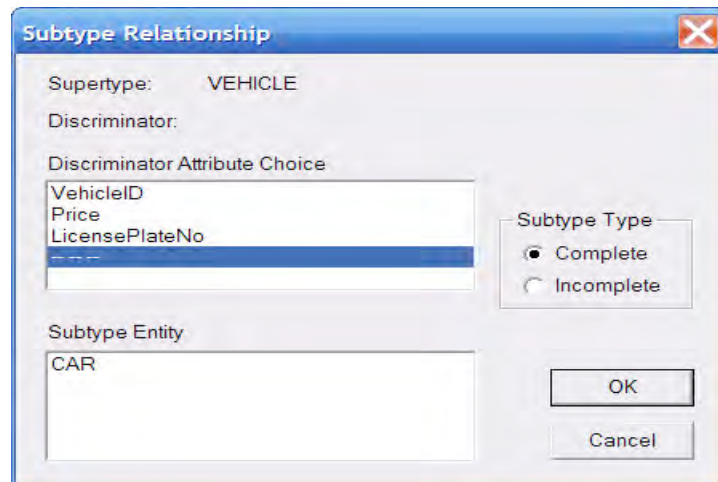 Subtype Relationship
Supertype: VEHICLE
Discriminator:
Discriminator Attribute Choice
VehicleID
Price
LicensePlateNo
-- -- --
Subtype Type
Complete
Incomplete
Subtype Entity
CAR
OK
Cancel